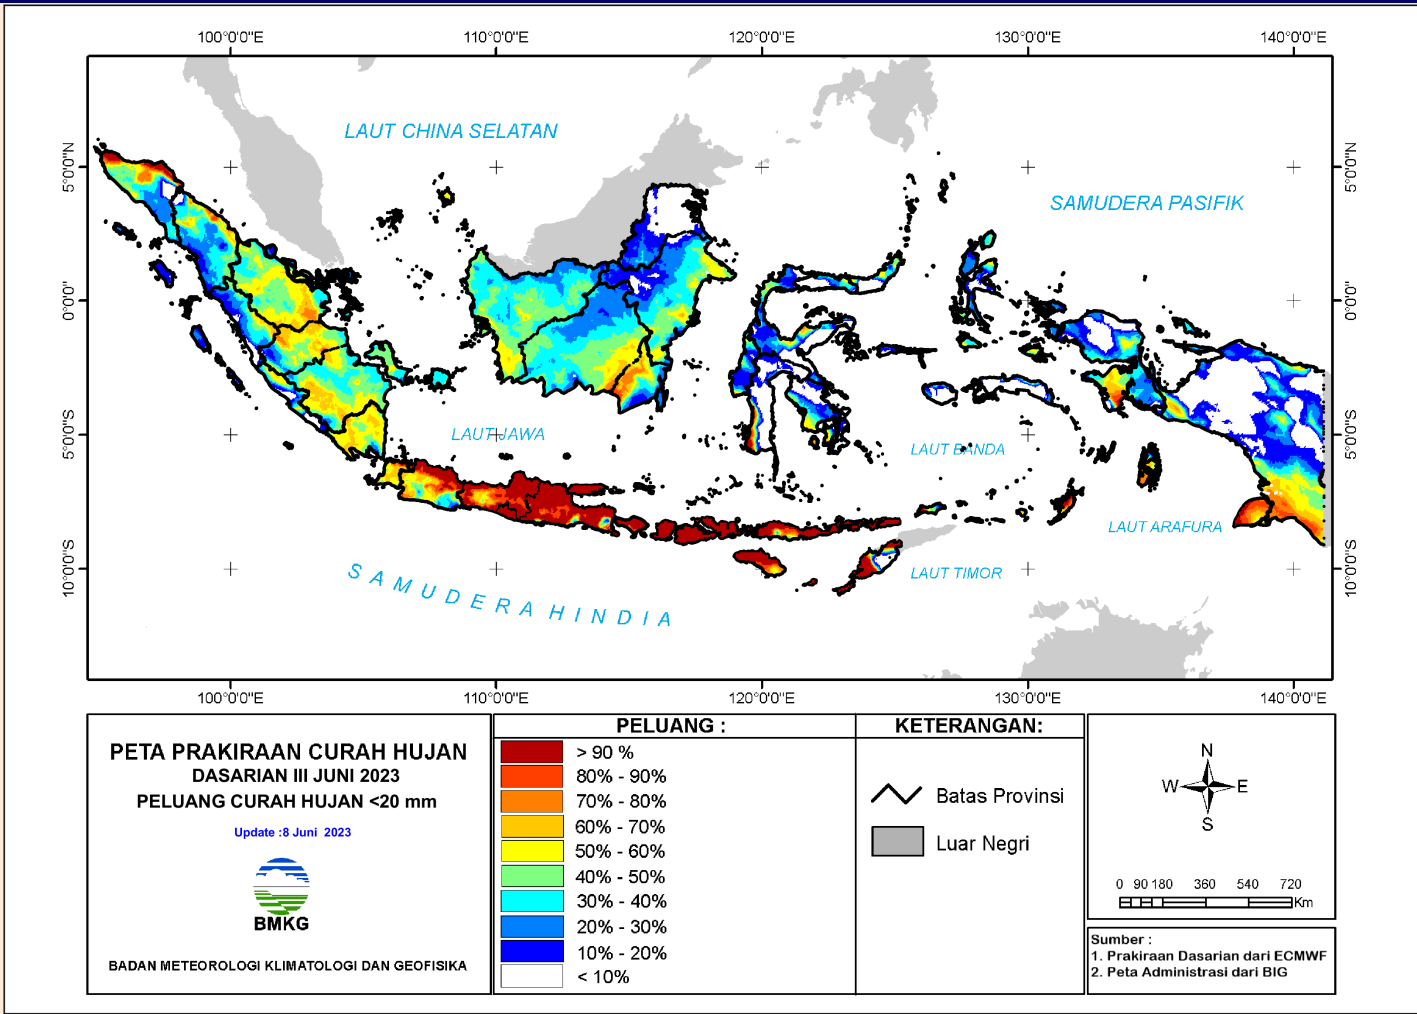 100°0'0"E 110°0'0"E 120°0'0"E 130°0'0"E 140°0'0"E
LAUT CHINA SELATAN
SAMUDERA PASIFIK
5°0'0"N 5°0'0"N
0°0'0" 0°0'0"
LAUT JAWA
LAUT BANDA
5°0'0"S 5°0'0"S
LAUT ARAFURA
LAUT TIMOR
SAMUDERA HINDIA
10°0'0"S 10°0'0"S
100°0'0"E 110°0'0"E 120°0'0"E 130°0'0"E 140°0'0"E
PETA PRAKIRAAN CURAH HUJAN
DASARIAN III JUNI 2023
PELUANG CURAH HUJAN <20 mm
Update :8 Juni 2023
BMKG
BADAN METEOROLOGI KLIMATOLOGI DAN GEOFISIKA
PELUANG :
> 90 %
80% - 90%
70% - 80%
60% - 70%
50% - 60%
40% - 50%
30% - 40%
20% - 30%
10% - 20%
< 10%
KETERANGAN:
Batas Provinsi
Luar Negri
N
W E
S
0 90 180 360 540 720
Km
Sumber :
1. Prakiraan Dasarian dari ECMWF
2. Peta Administrasi dari BIG